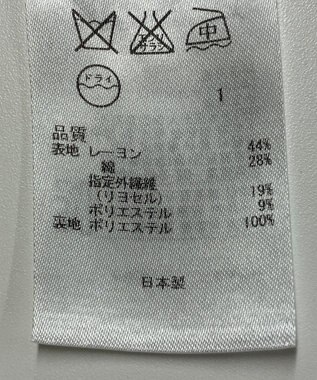 エンソ
サラシ
中
ドライ
1
品質
表地 レーヨン 44%
綿 28%
指定外繊維
(リヨセル) 19%
ポリエステル 9%
裏地 ポリエステル 100%
日本製